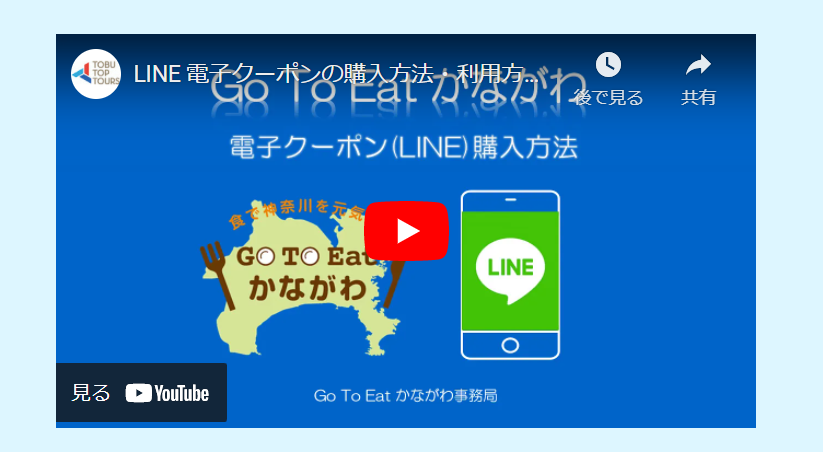 TOBU
TOP
TOURS
LINE 電子クーポンの購入方法・利用方...
後で見る
共有
Go To Eat かながわ
電子クーポン(LINE)購入方法
食で神奈川を元気
GO TO Eat
かながわ
LINE
見る YouTube
Go To Eat かながわ事務局